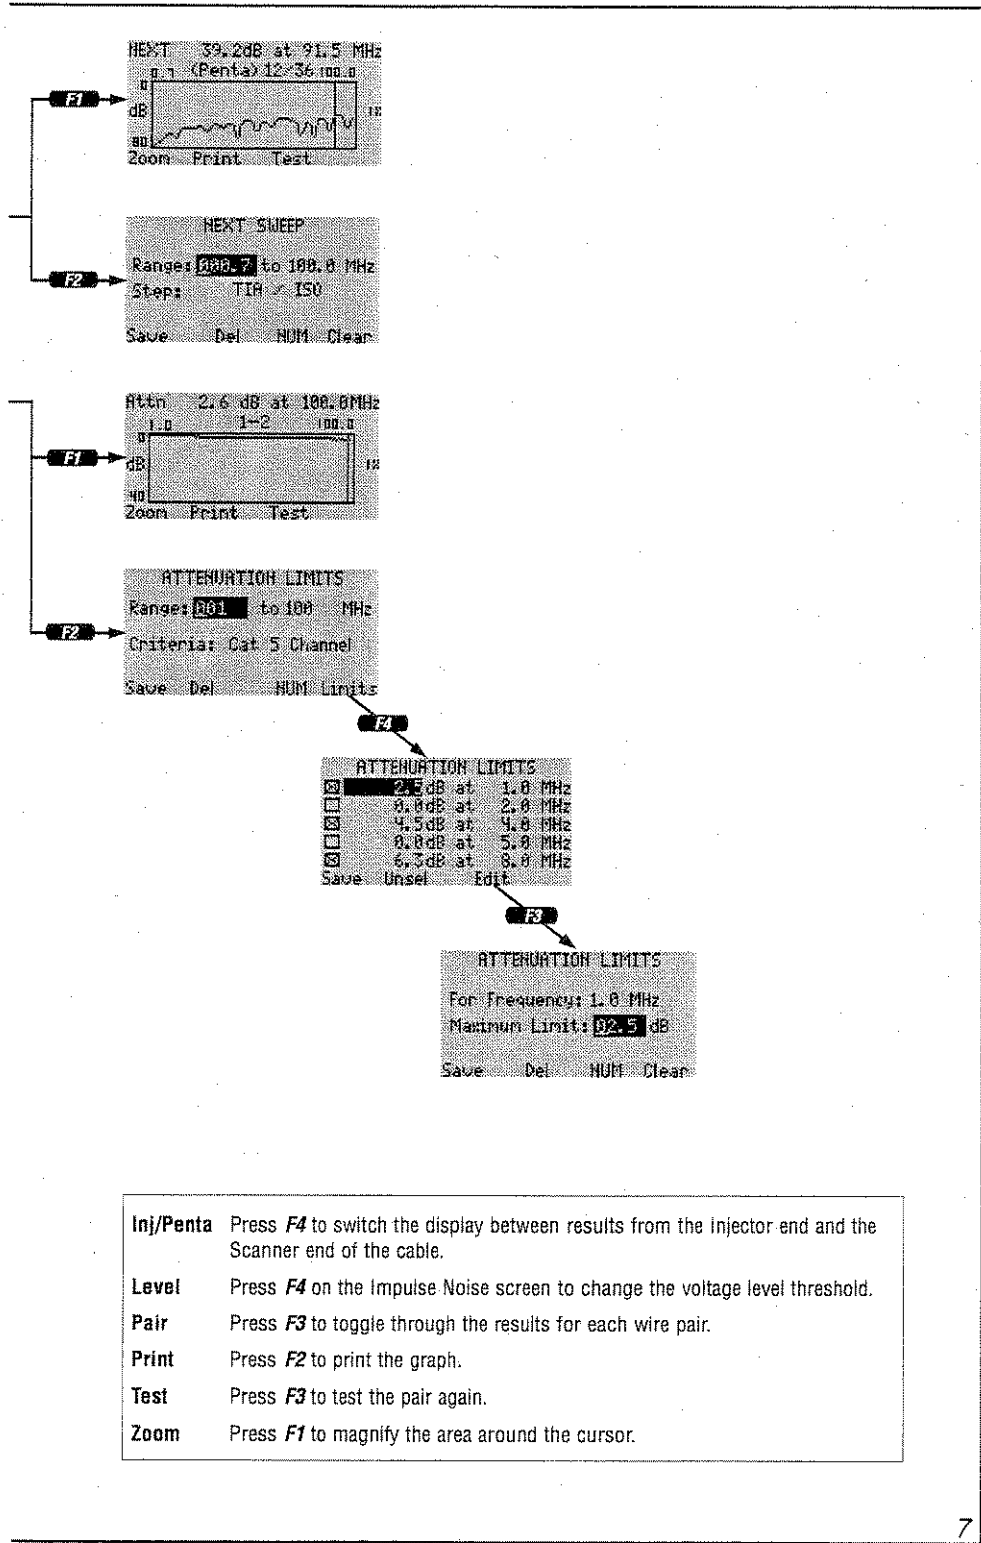 NEXT 39.2dB at 91.5 MHz
0.7 (Penta) 12/36 100.0
0
F1
dB
1X
80
Zoom Print Test
NEXT SWEEP
Range: 000.7 to 100.0 MHz
F2
Step: TIA / ISO
Save Del NUM Clear
Attn 2.6 dB at 100.0MHz
1.0 1-2 100.0
0
F1
dB
1X
40
Zoom Print Test
ATTENUATION LIMITS
Range: 001 to 100 MHz
F2
Criteria: Cat 5 Channel
Save Del NUM Limits
F4
ATTENUATION LIMITS
2.5dB at 1.0 MHz
0.0dB at 2.0 MHz
4.5dB at 4.0 MHz
0.0dB at 5.0 MHz
6.3dB at 8.0 MHz
Save Unsel Edit
F3
ATTENUATION LIMITS
For Frequency: 1.0 MHz
Maximum Limit: 02.5 dB
Save Del NUM Clear
Inj/Penta Press F4 to switch the display between results from the Injector end and the
Scanner end of the cable.
Level Press F4 on the Impulse Noise screen to change the voltage level threshold.
Pair Press F3 to toggle through the results for each wire pair.
Print Press F2 to print the graph.
Test Press F3 to test the pair again.
Zoom Press F1 to magnify the area around the cursor.
7